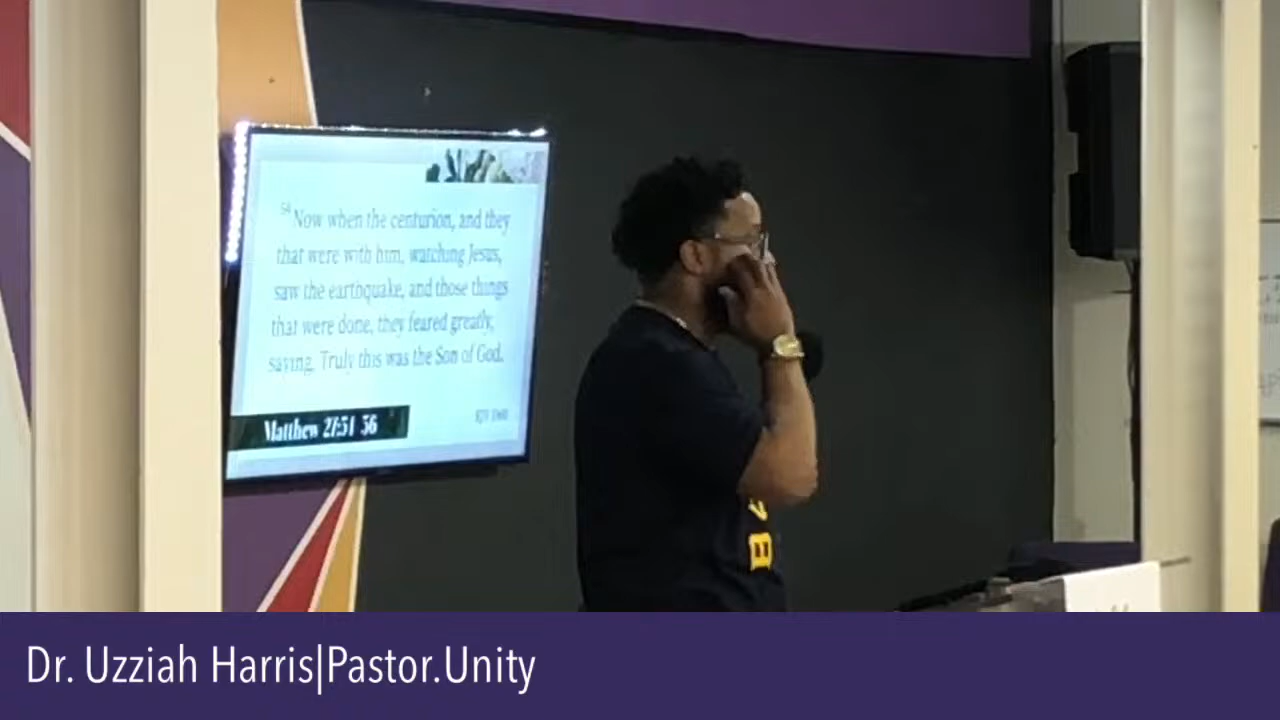 54 Now when the centurion, and they
that were with him, watching Jesus,
saw the earthquake, and those things
that were done, they feared greatly,
saying, Truly this was the Son of God.
Matthew 27:51 56
Dr. Uzziah Harris|Pastor.Unity